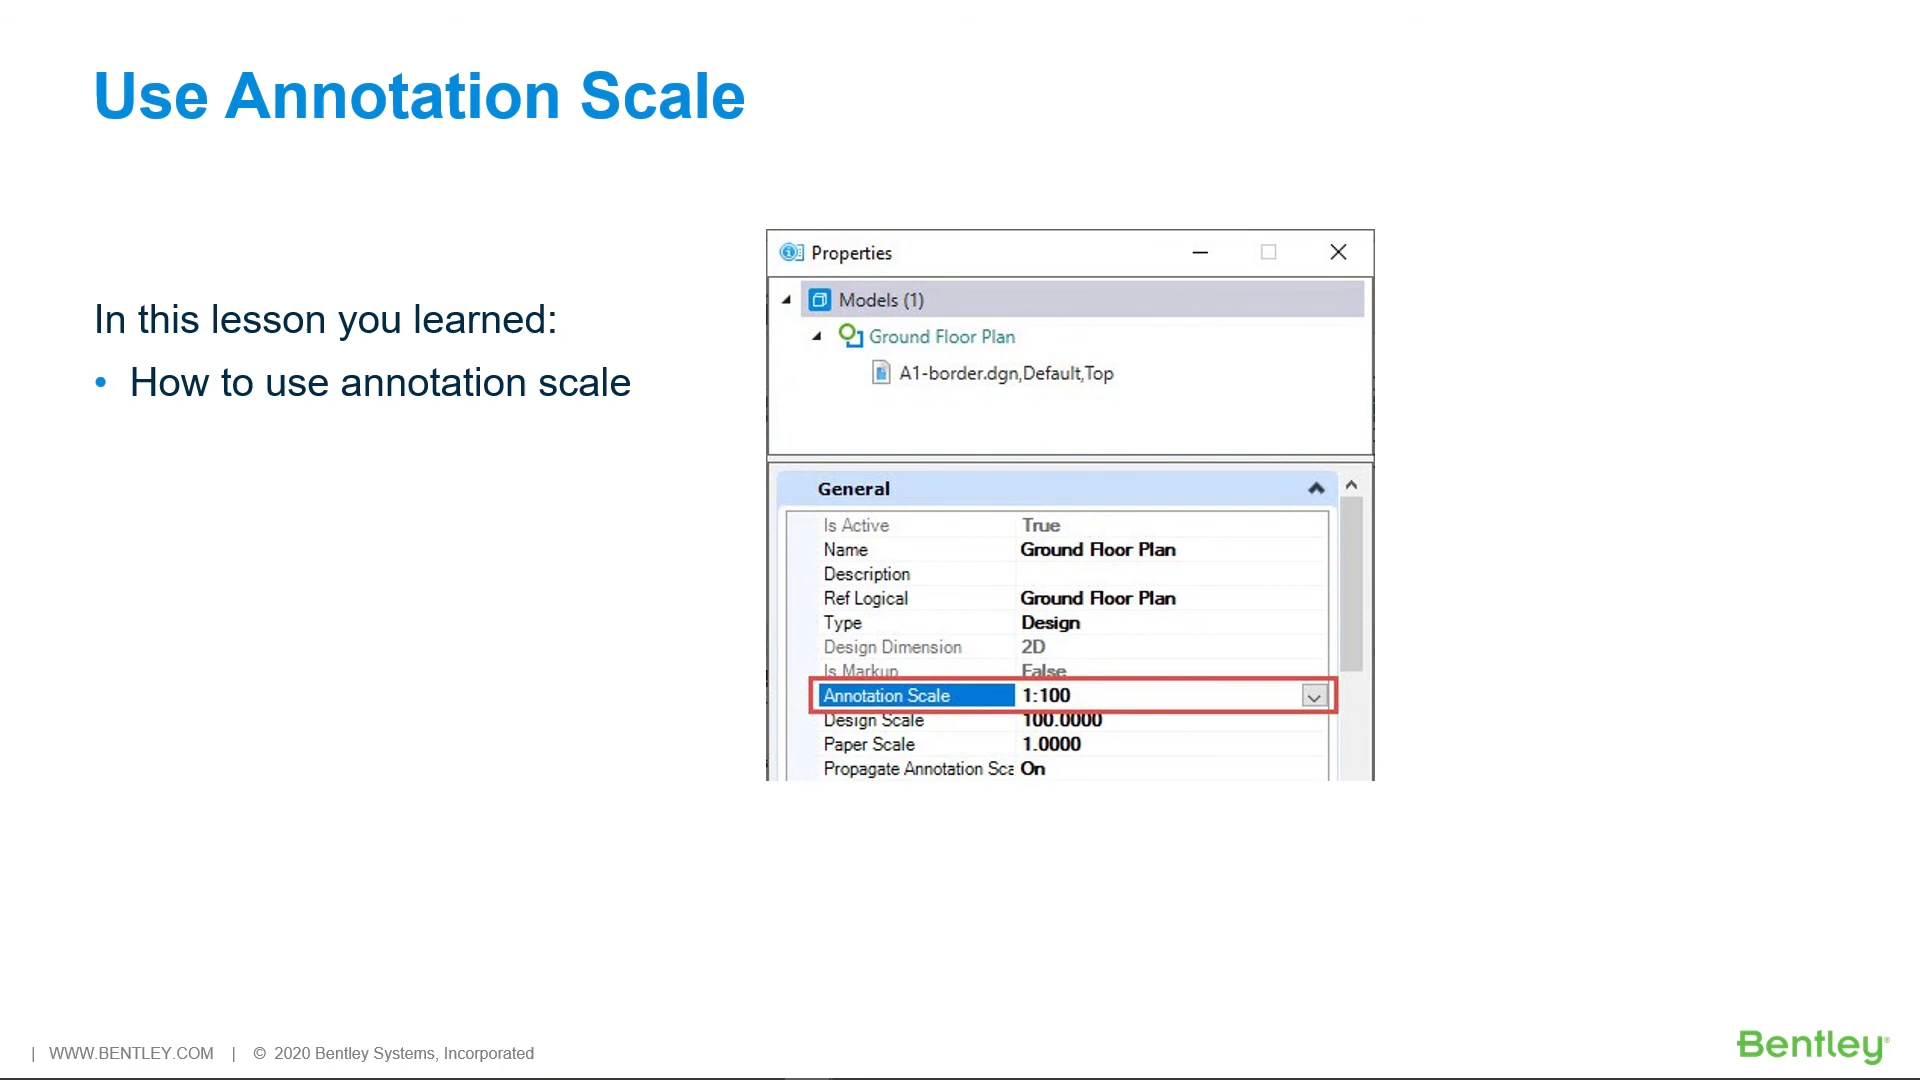 Use Annotation Scale
In this lesson you learned:
• How to use annotation scale
Properties
Models (1)
Ground Floor Plan
A1-border.dgn,Default,Top
General
Is Active True
Name Ground Floor Plan
Description
Ref Logical Ground Floor Plan
Type Design
Design Dimension 2D
Is Markup False
Annotation Scale 1:100
Design Scale 100.0000
Paper Scale 1.0000
Propagate Annotation Sca On
| WWW.BENTLEY.COM | © 2020 Bentley Systems, Incorporated
Bentley®